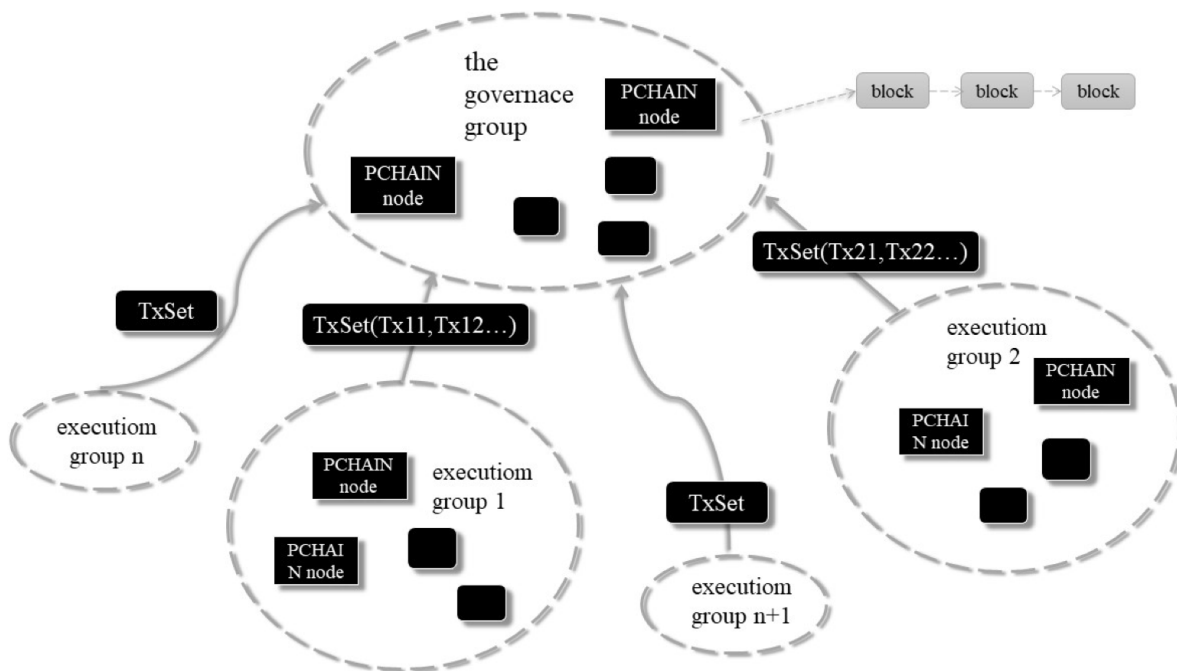 the
governace
group
PCHAIN
node
block
block
block
PCHAIN
node
TxSet(Tx21,Tx22…)
TxSet
TxSet(Tx11,Tx12…)
executiom
group 2
PCHAIN
node
PCHAI
N node
executiom
group n
PCHAIN
node
executiom
group 1
TxSet
PCHAI
N node
executiom
group n+1